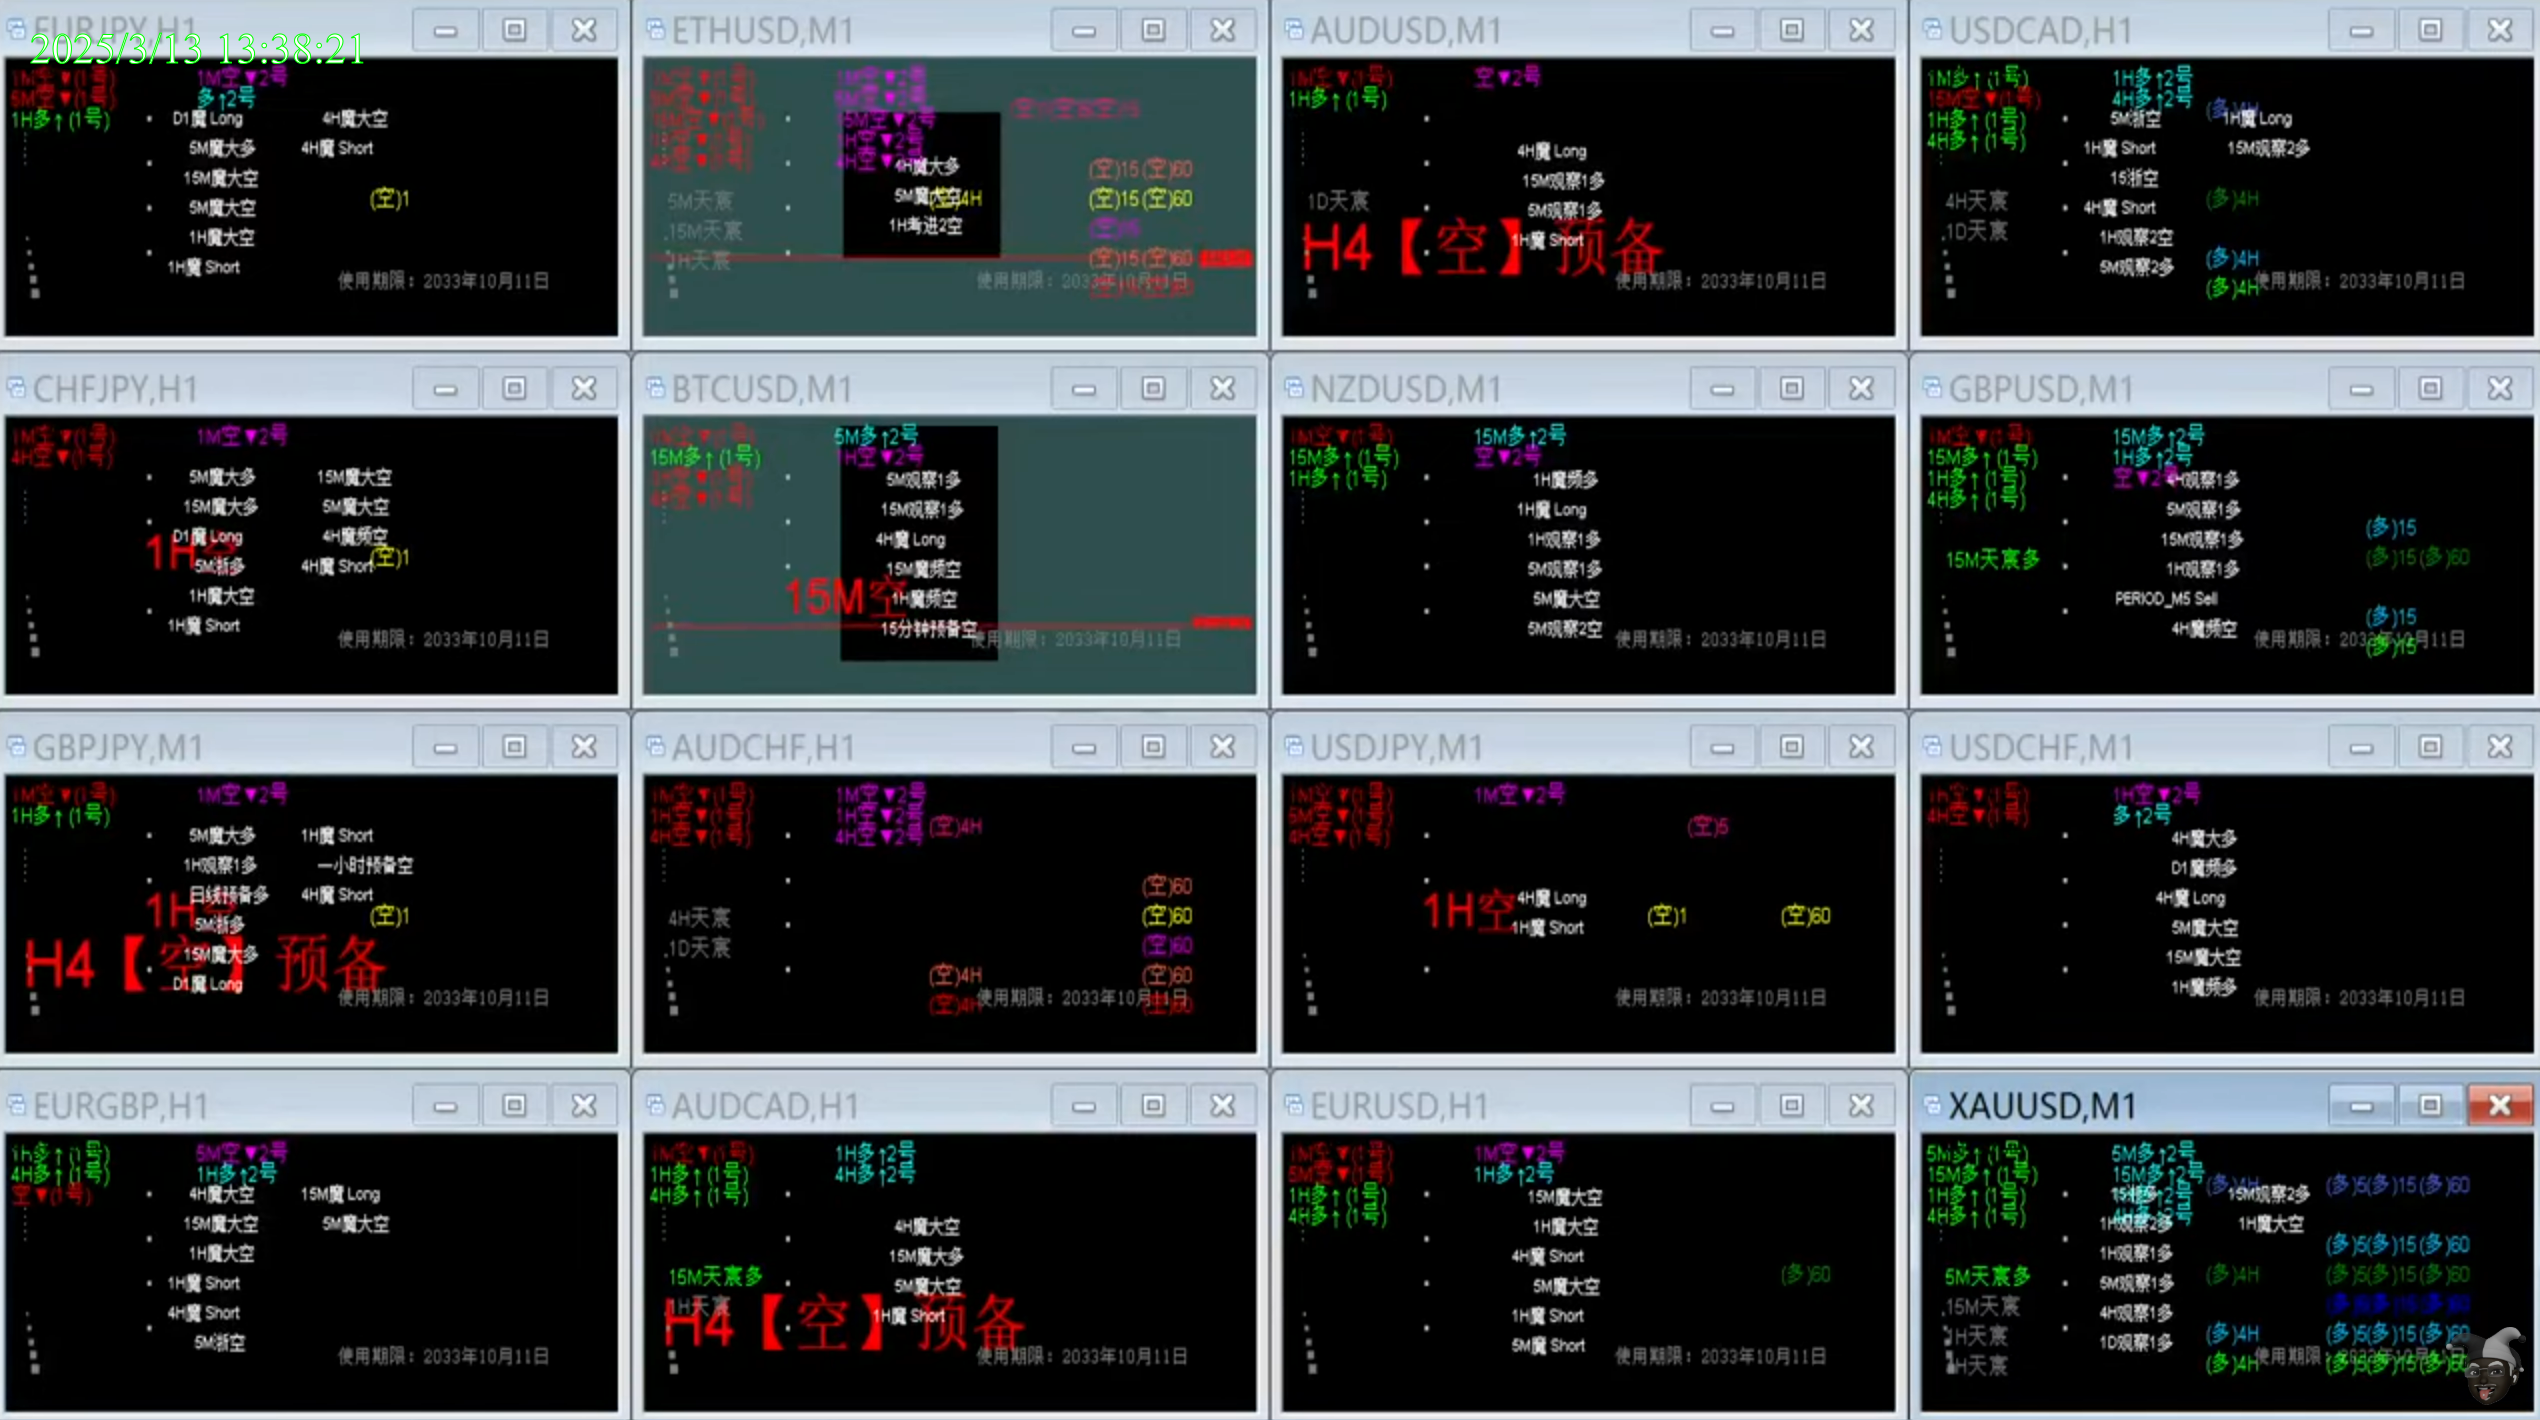 EURJPY,H1
2025/3/13 13:38:21
1M空▼(1号)
5M空▼(1号)
1H多↑(1号)
1M空▼2号
多↑2号
D1魔 Long 4H魔大空
5M魔大多 4H魔 Short
15M魔大空
5M魔大空 (空)1
1H魔大空
1H魔 Short
使用期限：2033年10月11日
ETHUSD,M1
15M空▼2号
1H空▼2号
4H空▼2号
4H魔大多
5M魔大空
1H考进2空
(空)15(空)60
(空)4H (空)15(空)60
(空)15
(空)15(空)60
5M天宸
15M天宸
1H天宸
使用期限：2033年10月11日
AUDUSD,M1
1M空▼(1号)
1H多↑(1号)
空▼2号
4H魔 Long
15M观察1多
5M观察1多
1H魔 Short
1D天宸
H4【空】预备
使用期限：2033年10月11日
USDCAD,H1
1M多↑(1号)
15M空▼(1号)
1H多↑(1号)
4H多↑(1号)
1H多↑2号
4H多↑2号
(多)4H
5M浙空 1H魔 Long
1H魔 Short 15M观察2多
15浙空
4H魔 Short (多)4H
1H观察2空
5M观察2多 (多)4H
(多)4H
4H天宸
1D天宸
使用期限：2033年10月11日
CHFJPY,H1
1M空▼(1号)
4H空▼(1号)
1M空▼2号
5M魔大多 15M魔大空
15M魔大多 5M魔大空
D1魔 Long 4H魔频空
5M浙多 4H魔 Short (空)1
1H魔大空
1H魔 Short
1H空
使用期限：2033年10月11日
BTCUSD,M1
15M多↑(1号)
5M多↑2号
1H空▼2号
5M观察1多
15M观察1多
4H魔 Long
15M魔频空
1H魔频空
15分钟预备空
15M空
使用期限：2033年10月11日
NZDUSD,M1
1M空▼(1号)
15M多↑(1号)
1H多↑(1号)
15M多↑2号
空▼2号
1H魔频多
1H魔 Long
1H观察1多
5M观察1多
5M魔大空
5M观察2空
使用期限：2033年10月11日
GBPUSD,M1
1M空▼(1号)
15M多↑(1号)
1H多↑(1号)
4H多↑(1号)
15M多↑2号
1H多↑2号
空▼2号
4H观察1多
5M观察1多
15M观察1多
1H观察1多
PERIOD_M5 Sell
4H魔频空
15M天宸多
(多)15
(多)15(多)60
(多)15
(多)15
使用期限：2033年10月11日
GBPJPY,M1
1M空▼(1号)
1H多↑(1号)
1M空▼2号
5M魔大多 1H魔 Short
1H观察1多 一小时预备空
日线预备多 4H魔 Short
5M浙多 (空)1
15M魔大多
D1魔 Long
1H空
H4【空】预备
使用期限：2033年10月11日
AUDCHF,H1
1M空▼(1号)
1H空▼(1号)
4H空▼(1号)
1M空▼2号
1H空▼2号
4H空▼2号
(空)4H
(空)60
(空)60
(空)60
(空)4H (空)60
(空)4H (空)60
4H天宸
1D天宸
使用期限：2033年10月11日
USDJPY,M1
1M空▼(1号)
5M空▼(1号)
4H空▼(1号)
1M空▼2号
(空)5
4H魔 Long
1H魔 Short
1H空
(空)1 (空)60
使用期限：2033年10月11日
USDCHF,M1
1h空▼(1号)
4H空▼(1号)
1H空▼2号
多↑2号
4H魔大多
D1魔频多
4H魔 Long
5M魔大空
15M魔大空
1H魔频多
使用期限：2033年10月11日
EURGBP,H1
1h多↑(1号)
4H多↑(1号)
空▼(1号)
5M空▼2号
1H多↑2号
4H魔大空 15M魔 Long
15M魔大空 5M魔大空
1H魔大空
1H魔 Short
4H魔 Short
5M浙空
使用期限：2033年10月11日
AUDCAD,H1
1M空▼(1号)
1H多↑(1号)
4H多↑(1号)
1H多↑2号
4H多↑2号
4H魔大空
15M魔大多
5M魔大空
1H魔 Short
15M天宸多
1H天宸
H4【空】预备
使用期限：2033年10月11日
EURUSD,H1
1M空▼(1号)
5M空▼(1号)
1H多↑(1号)
4H多↑(1号)
1M空▼2号
1H多↑2号
15M魔大空
1H魔大空
4H魔 Short
5M魔大空
1H魔 Short
5M魔 Short
(多)60
使用期限：2033年10月11日
XAUUSD,M1
5M多↑(1号)
15M多↑(1号)
1H多↑(1号)
4H多↑(1号)
5M多↑2号
15M多↑2号
(多)4H (多)5(多)15(多)60
15M观察2多
1H观察2多 1H魔大空
1H观察1多 (多)5(多)15(多)60
5M观察1多 (多)4H (多)5(多)15(多)60
4H观察1多
1D观察1多 (多)4H (多)5(多)15(多)60
(多)4H (多)5(多)15(多)60
5M天宸多
15M天宸
1H天宸
4H天宸
使用期限